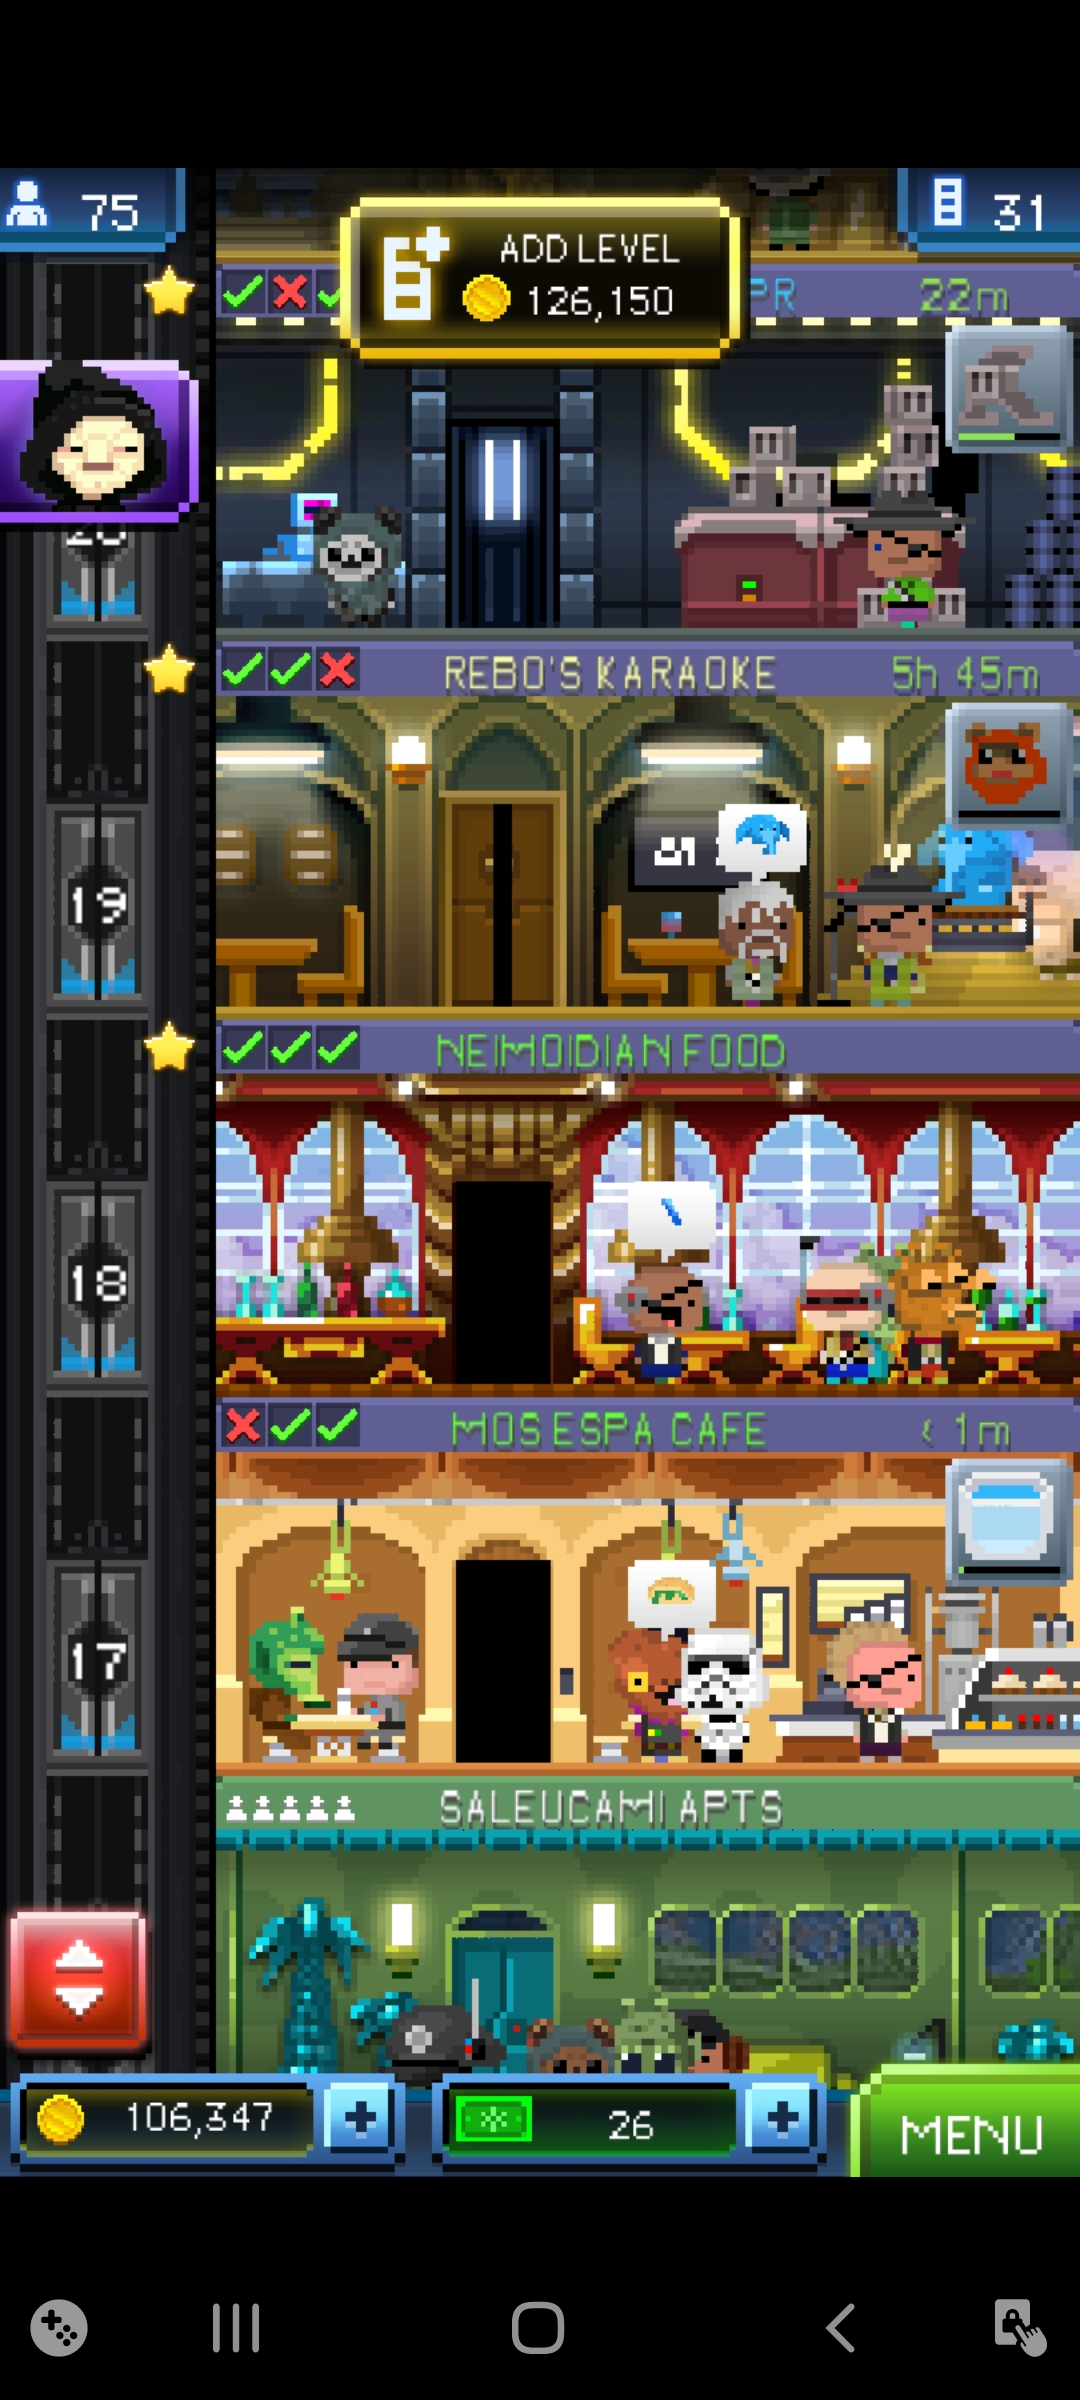 75
ADD LEVEL
126,150
31
PR
22m
REBO'S KARAOKE
5h 45m
19
NEIMOIDIAN FOOD
18
MOS ESPA CAFE
< 1m
17
SALEUCAMI APTS
106,347
26
MENU